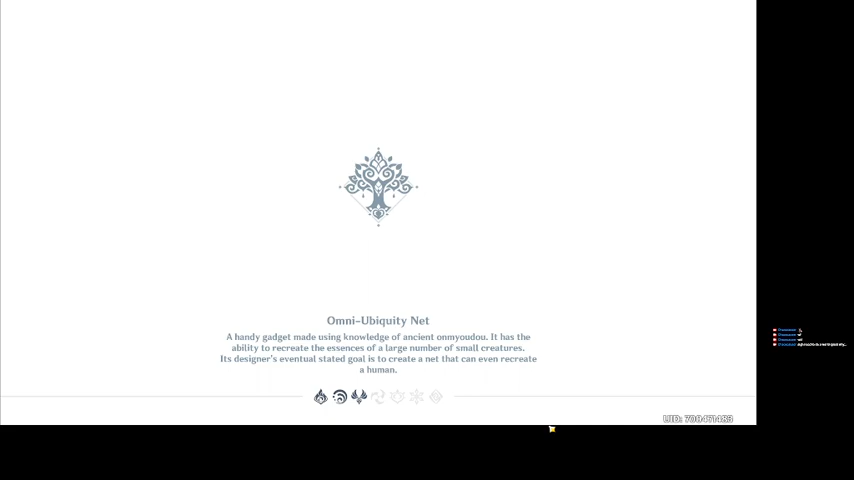 Omni-Ubiquity Net
A handy gadget made using knowledge of ancient onmyoudou. It has the
ability to recreate the essences of a large number of small creatures.
Its designer's eventual stated goal is to create a net that can even recreate
a human.